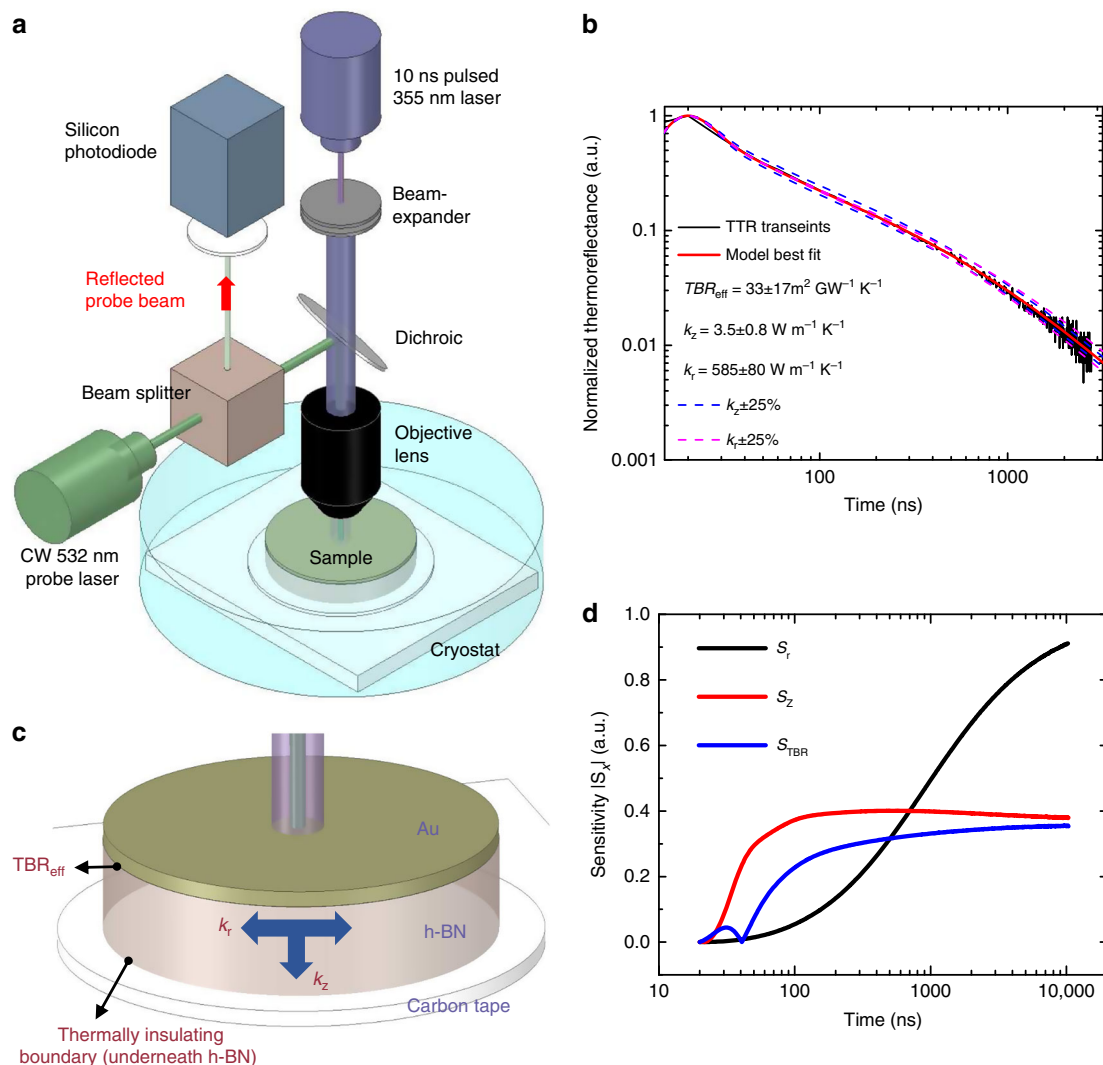 a
10 ns pulsed
355 nm laser
Silicon
photodiode
Beam-
expander
Reflected
probe beam
Dichroic
Beam splitter
Objective
lens
CW 532 nm
probe laser
Sample
Cryostat
b
Normalized thermoreflectance (a.u.)
1
0.1
0.01
0.001
TTR transeints
Model best fit
TBR_eff = 33±17m² GW⁻¹ K⁻¹
k_z = 3.5±0.8 W m⁻¹ K⁻¹
k_r = 585±80 W m⁻¹ K⁻¹
k_z±25%
k_r±25%
100
1000
Time (ns)
c
Au
TBR_eff
k_r
h-BN
k_z
Carbon tape
Thermally insulating
boundary (underneath h-BN)
d
Sensitivity |S_x| (a.u.)
1.0
0.8
0.6
0.4
0.2
0.0
S_r
S_Z
S_TBR
10
100
1000
10,000
Time (ns)